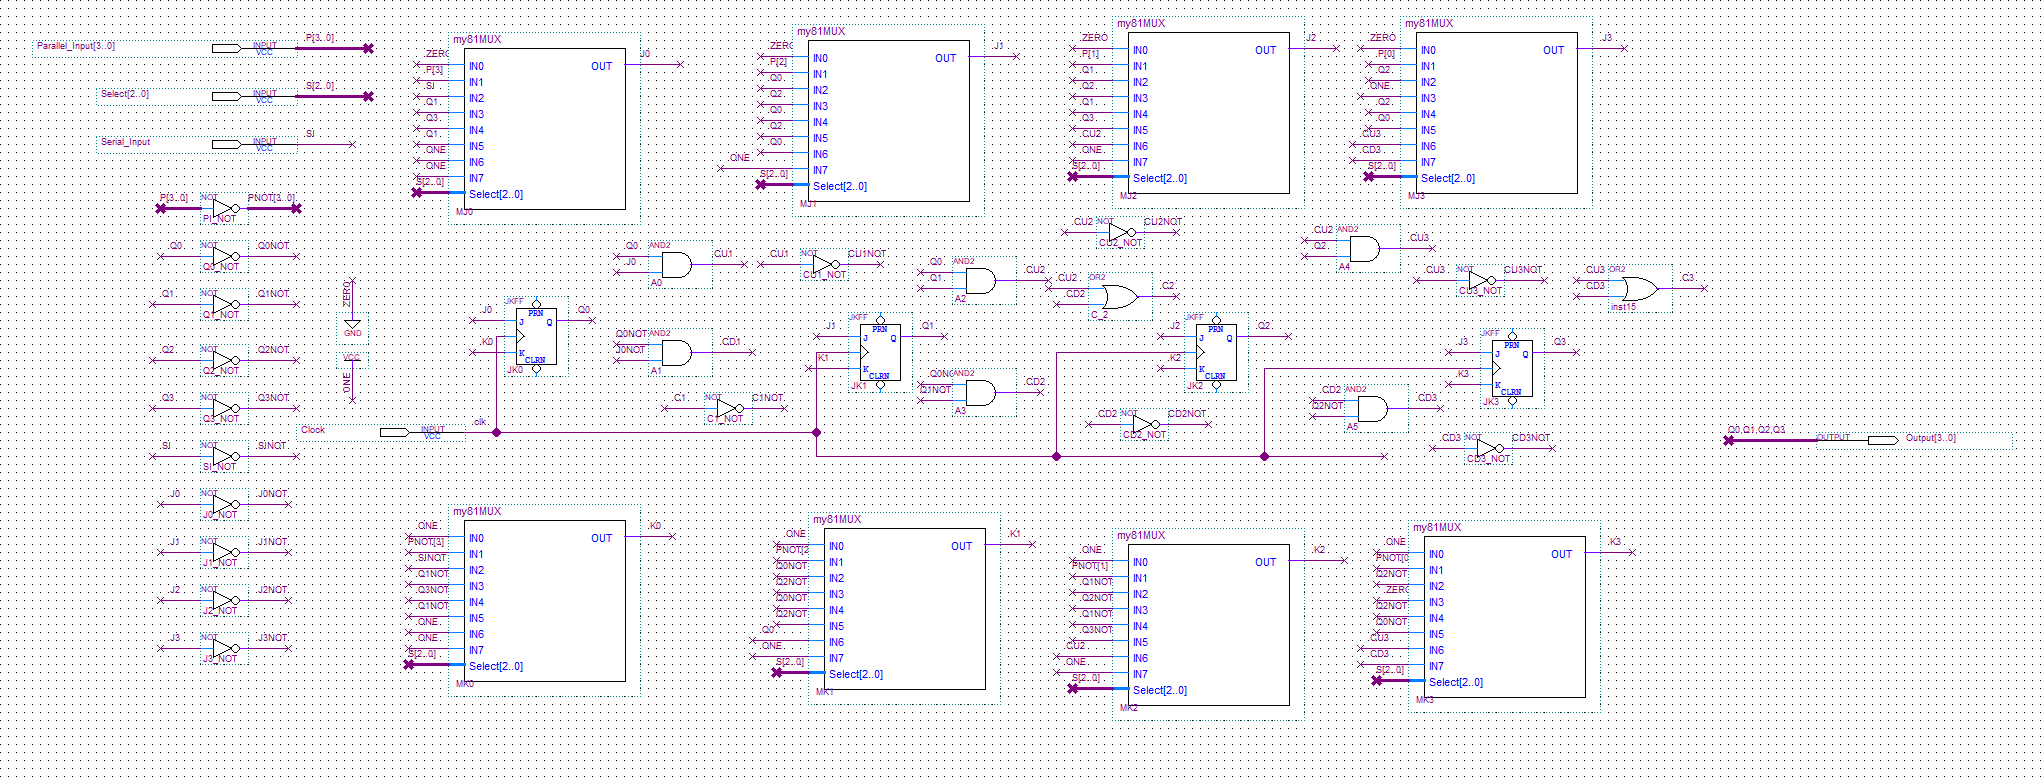 Parallel_Input[3..0]
INPUT
VCC
P[3..0]
Select[2..0]
INPUT
VCC
S[2..0]
Serial_Input
INPUT
VCC
SI
my81MUX
ZERO
P[3]
SI
Q1
Q3
Q1
ONE
ONE
S[2..0]
IN0
IN1
IN2
IN3
IN4
IN5
IN6
IN7
Select[2..0]
OUT
J0
MJ0
my81MUX
P[2]
Q0
Q2
Q0
Q2
Q0
ONE
S[2..0]
IN0
IN1
IN2
IN3
IN4
IN5
IN6
IN7
Select[2..0]
OUT
J1
MJ1
my81MUX
ZERO
P[1]
Q1
Q2
Q1
Q3
CU2
ONE
S[2..0]
IN0
IN1
IN2
IN3
IN4
IN5
IN6
IN7
Select[2..0]
OUT
J2
MJ2
my81MUX
ZERO
P[0]
Q2
ONE
Q2
Q0
CU3
CD3
S[2..0]
IN0
IN1
IN2
IN3
IN4
IN5
IN6
IN7
Select[2..0]
OUT
J3
MJ3
P[3..0]
NOT
PNOT[3..0]
PI_NOT
Q0
NOT
Q0NOT
Q0_NOT
Q1
NOT
Q1NOT
Q1_NOT
Q2
NOT
Q2NOT
Q2_NOT
Q3
NOT
Q3NOT
Q3_NOT
SI
NOT
SINOT
SI_NOT
J0
NOT
J0NOT
J0_NOT
J1
NOT
J1NOT
J1_NOT
J2
NOT
J2NOT
J2_NOT
J3
NOT
J3NOT
J3_NOT
ZERO
GND
VCC
ONE
Clock
INPUT
VCC
clk
J0
K0
JKFF
PRN
J
Q
K
CLRN
JK0
Q0
Q0
J0
AND2
A0
CU1
CU1
NOT
CU1NOT
CU1_NOT
Q0NOT
J0NOT
AND2
A1
CD1
C1
NOT
C1NOT
C1_NOT
J1
K1
JKFF
PRN
J
Q
K
CLRN
JK1
Q1
Q0
Q1
AND2
A2
CU2
Q1NOT
AND2
A3
CD2
CU2
NOT
CU2NOT
CU2_NOT
CU2
CD2
OR2
C_2
C2
J2
K2
JKFF
PRN
J
Q
K
CLRN
JK2
Q2
CD2
NOT
CD2NOT
CD2_NOT
CU2
Q2
AND2
A4
CU3
CU3
NOT
CU3NOT
CU3_NOT
CU3
CD3
OR2
inst15
C3
J3
K3
JKFF
PRN
J
Q
K
CLRN
JK3
Q3
CD2
Q2NOT
AND2
A5
CD3
CD3
NOT
CD3NOT
CD3_NOT
Q0,Q1,Q2,Q3
OUTPUT
Output[3..0]
my81MUX
ONE
PNOT[3]
SINOT
Q1NOT
Q3NOT
Q1NOT
ONE
ONE
S[2..0]
IN0
IN1
IN2
IN3
IN4
IN5
IN6
IN7
Select[2..0]
OUT
K0
MK0
my81MUX
ONE
PNOT[2
Q0NOT
Q2NOT
Q0NOT
Q2NOT
Q0
ONE
S[2..0]
IN0
IN1
IN2
IN3
IN4
IN5
IN6
IN7
Select[2..0]
OUT
K1
MK1
my81MUX
ONE
PNOT[1]
Q1NOT
Q2NOT
Q1NOT
Q3NOT
CU2
ONE
S[2..0]
IN0
IN1
IN2
IN3
IN4
IN5
IN6
IN7
Select[2..0]
OUT
K2
MK2
my81MUX
ONE
Q2NOT
Q2NOT
Q0NOT
CU3
CD3
S[2..0]
IN0
IN1
IN2
IN3
IN4
IN5
IN6
IN7
Select[2..0]
OUT
K3
MK3